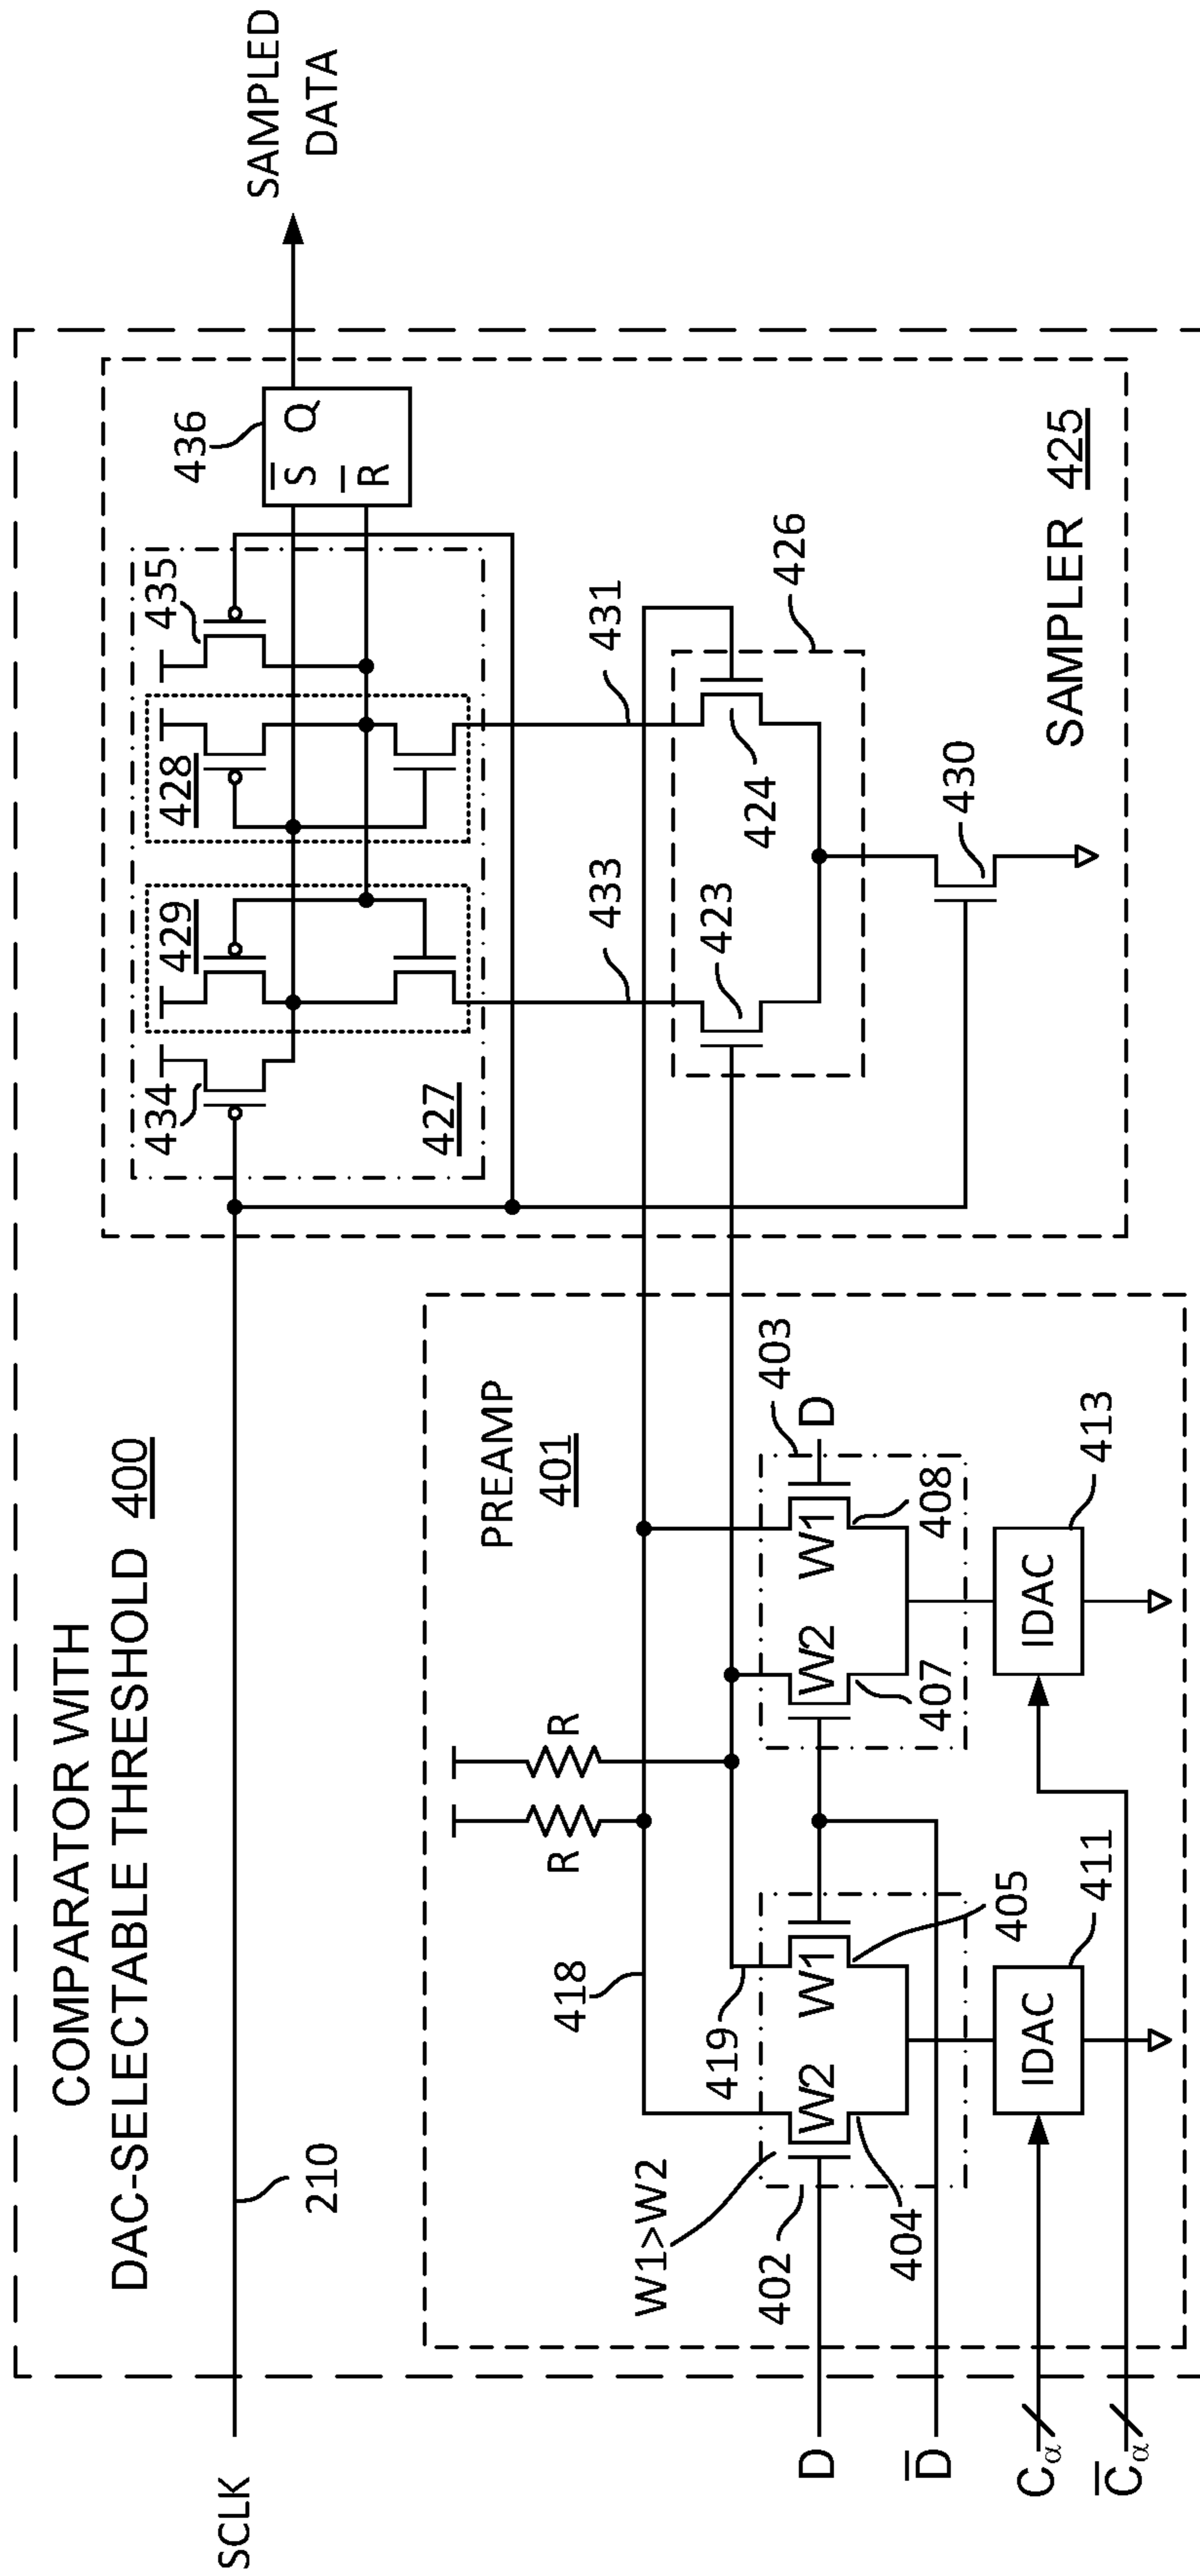 COMPARATOR WITH
DAC-SELECTABLE THRESHOLD 400
SCLK
210
SAMPLED
DATA
434
429
428
435
436
S̅ Q
R̅
427
433
431
423
424
426
430
SAMPLER 425
PREAMP
401
R
R
418
419
W1>W2
402
W2
W1
404
405
W2
W1
407
408
403
D
D
D̅
IDAC
411
IDAC
413
Cα
C̅α